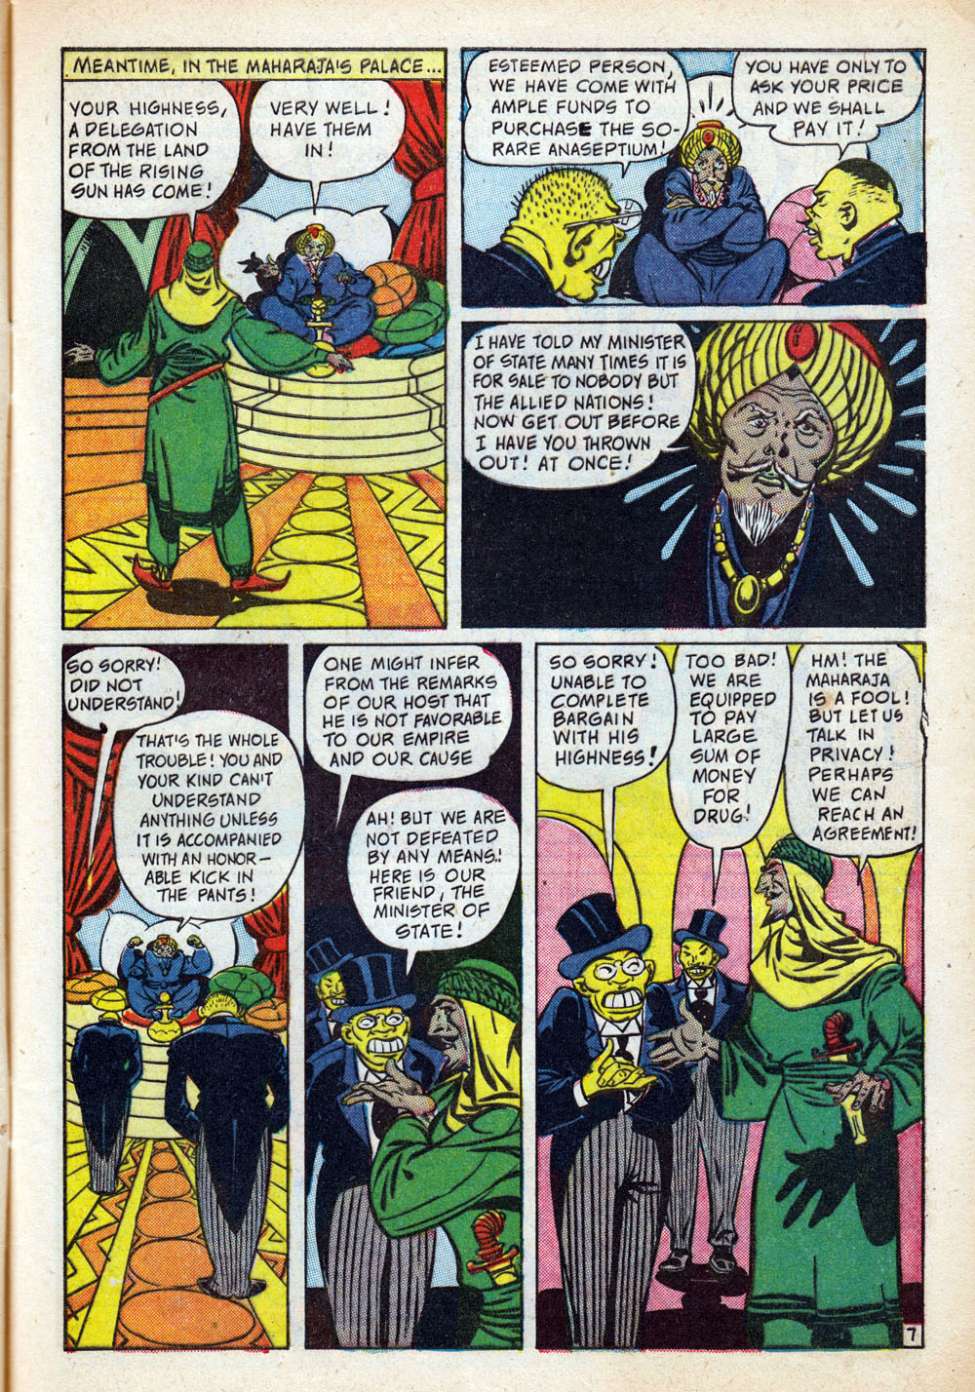 MEANTIME, IN THE MAHARAJA'S PALACE...
YOUR HIGHNESS,
A DELEGATION
FROM THE LAND
OF THE RISING
SUN HAS COME!
VERY WELL!
HAVE THEM
IN!
ESTEEMED PERSON,
WE HAVE COME WITH
AMPLE FUNDS TO
PURCHASE THE SO-
RARE ANASEPTIUM!
YOU HAVE ONLY TO
ASK YOUR PRICE
AND WE SHALL
PAY IT!
I HAVE TOLD MY MINISTER
OF STATE MANY TIMES IT IS
FOR SALE TO NOBODY BUT
THE ALLIED NATIONS!
NOW GET OUT BEFORE
I HAVE YOU THROWN
OUT! AT ONCE!
SO SORRY!
DID NOT
UNDERSTAND!
THAT'S THE WHOLE
TROUBLE! YOU AND
YOUR KIND CAN'T
UNDERSTAND
ANYTHING UNLESS
IT IS ACCOMPANIED
WITH AN HONOR-
ABLE KICK IN
THE PANTS!
ONE MIGHT INFER
FROM THE REMARKS
OF OUR HOST THAT
HE IS NOT FAVORABLE
TO OUR EMPIRE
AND OUR CAUSE
AH! BUT WE ARE
NOT DEFEATED
BY ANY MEANS!
HERE IS OUR
FRIEND, THE
MINISTER OF
STATE!
SO SORRY!
UNABLE TO
COMPLETE
BARGAIN
WITH HIS
HIGHNESS!
TOO BAD!
WE ARE
EQUIPPED
TO PAY
LARGE
SUM OF
MONEY
FOR
DRUG!
HM! THE
MAHARAJA
IS A FOOL!
BUT LET US
TALK IN
PRIVACY!
PERHAPS
WE CAN
REACH AN
AGREEMENT!
7